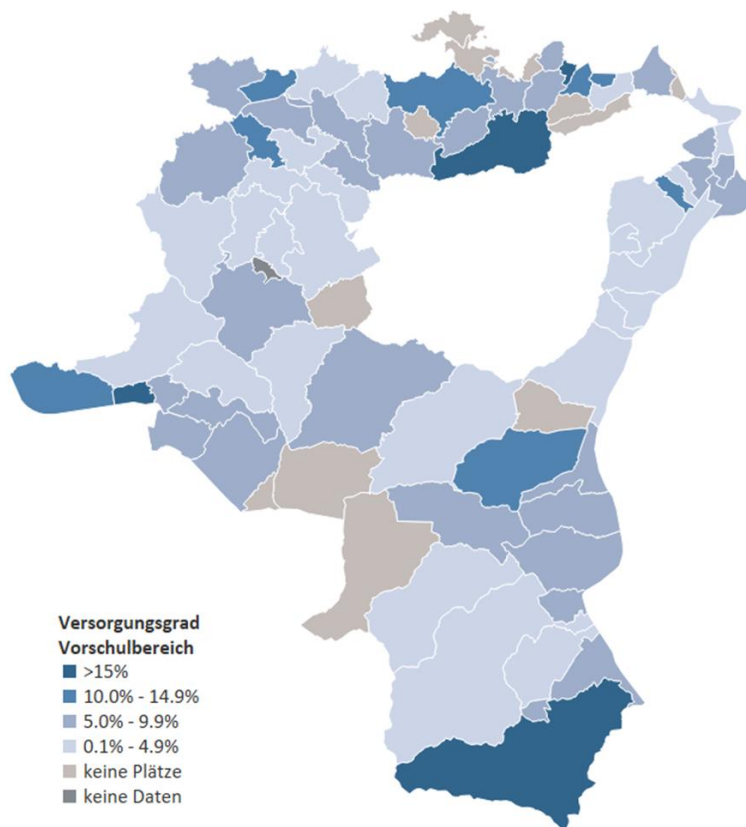 Versorgungsgrad
Vorschulbereich
>15%
10.0% - 14.9%
5.0% - 9.9%
0.1% - 4.9%
keine Plätze
keine Daten